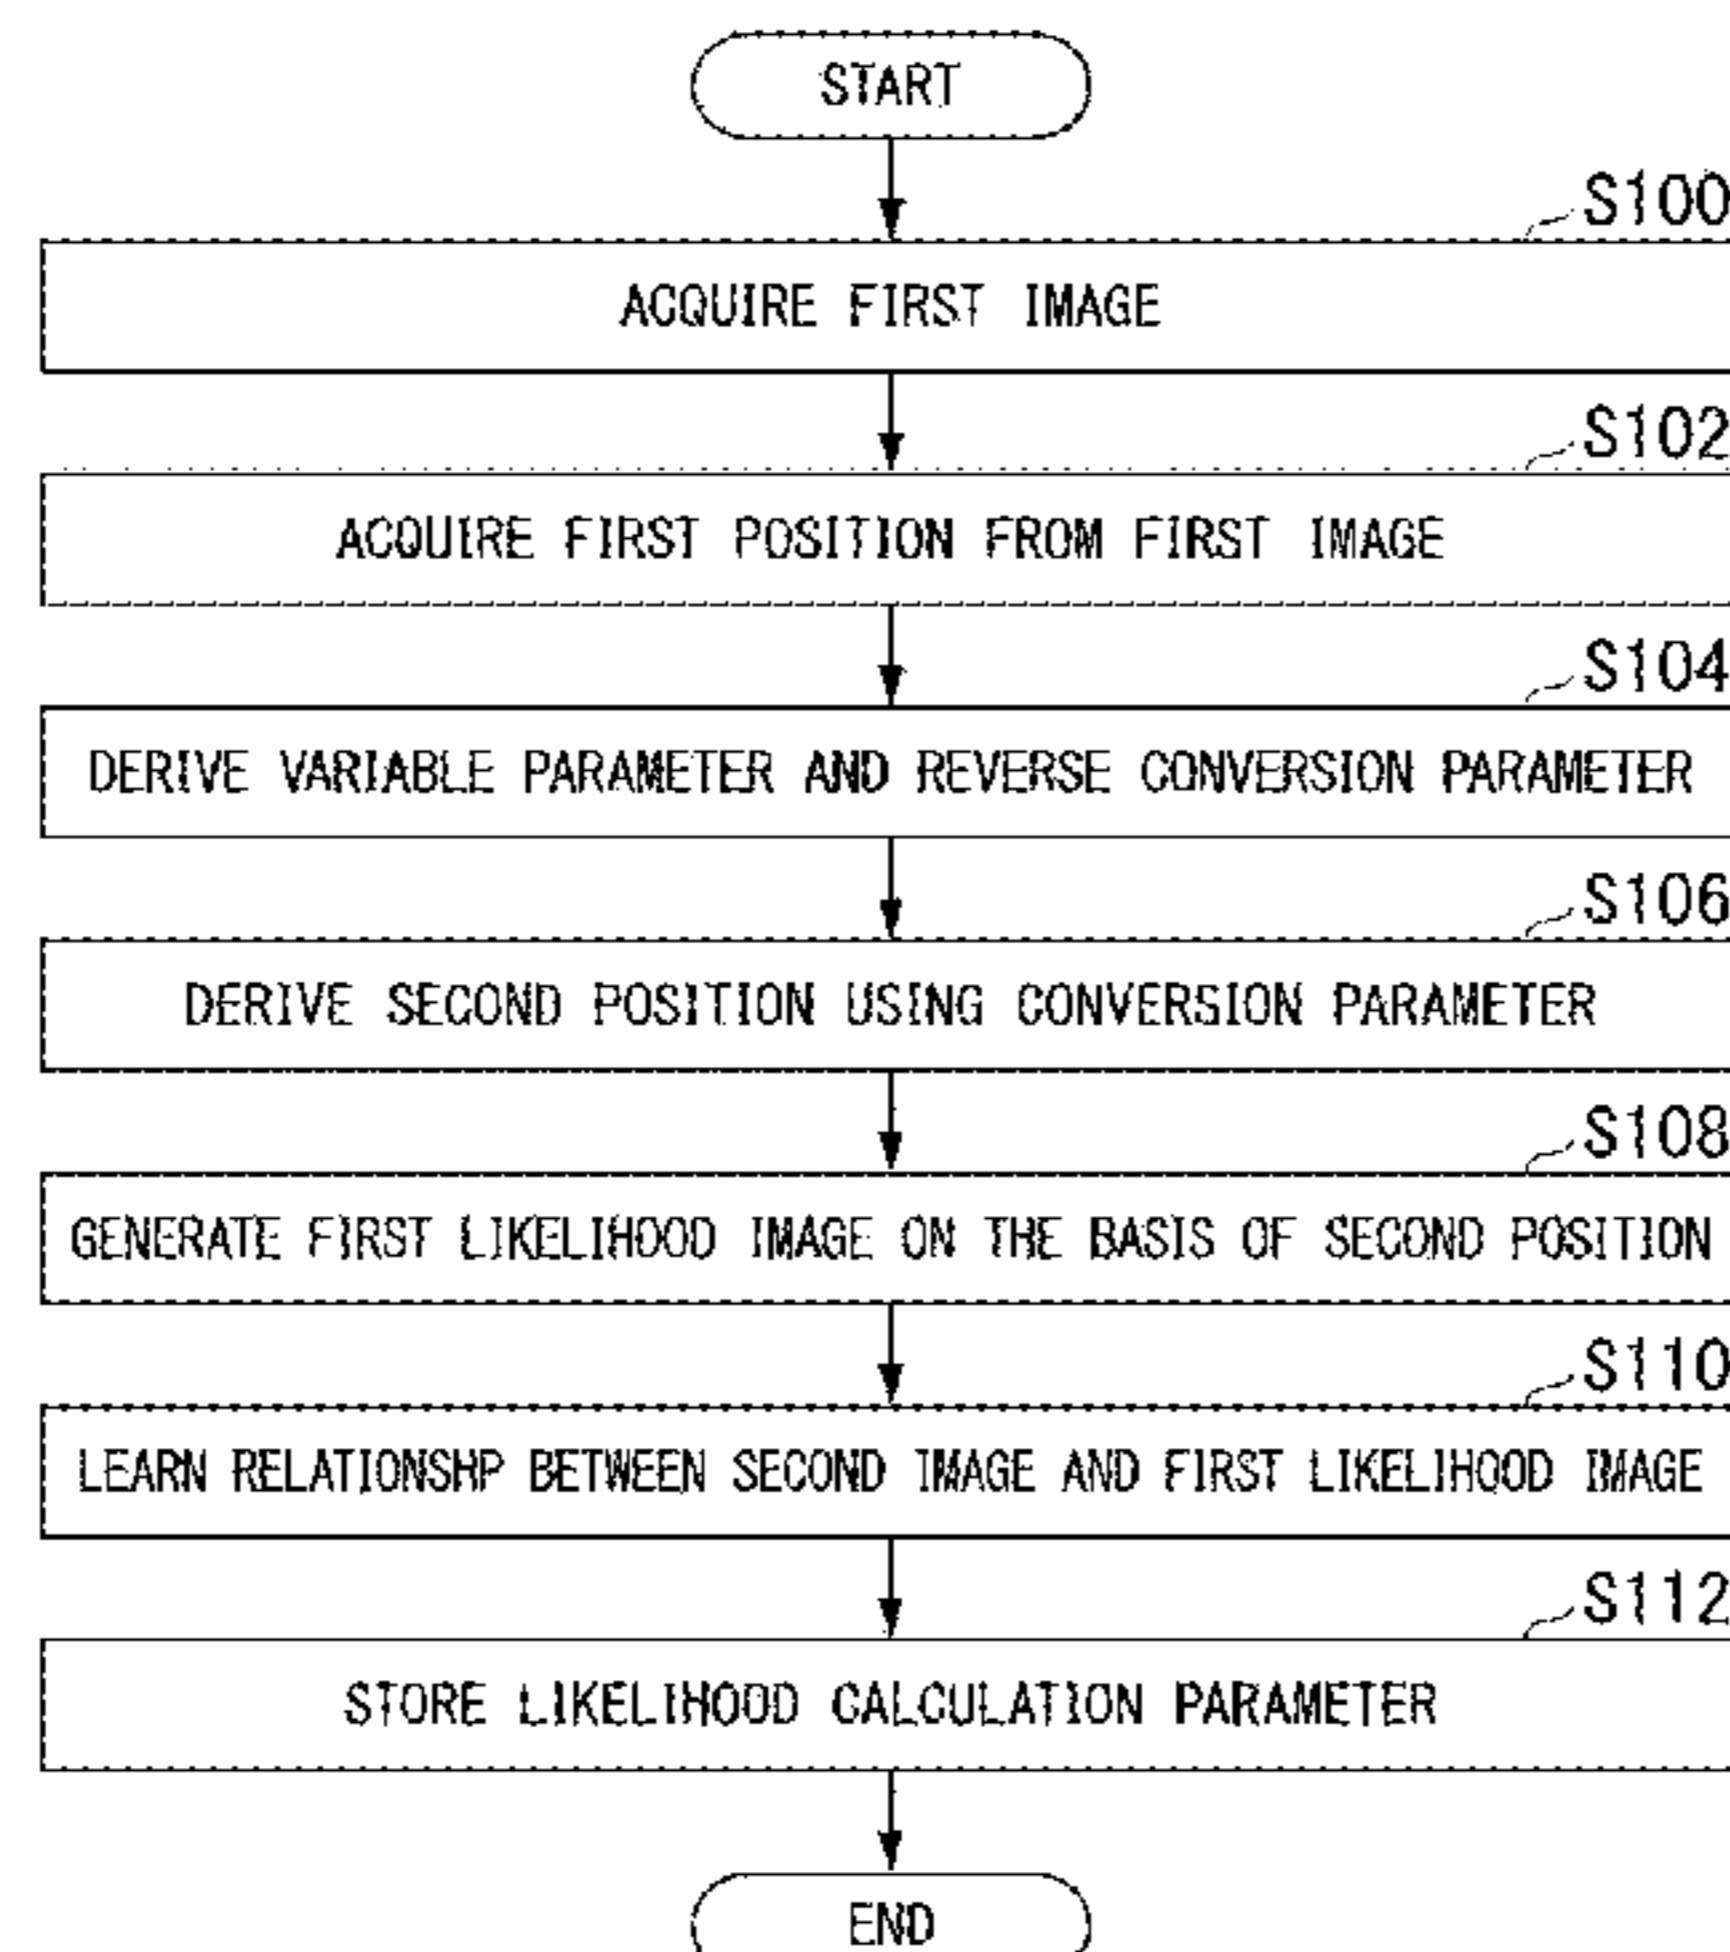 START
S100
ACQUIRE FIRST IMAGE
S102
ACQUIRE FIRST POSITION FROM FIRST IMAGE
S104
DERIVE VARIABLE PARAMETER AND REVERSE CONVERSION PARAMETER
S106
DERIVE SECOND POSITION USING CONVERSION PARAMETER
S108
GENERATE FIRST LIKELIHOOD IMAGE ON THE BASIS OF SECOND POSITION
S110
LEARN RELATIONSHP BETWEEN SECOND IMAGE AND FIRST LIKELIHOOD IMAGE
S112
STORE LIKELIHOOD CALCULATION PARAMETER
END